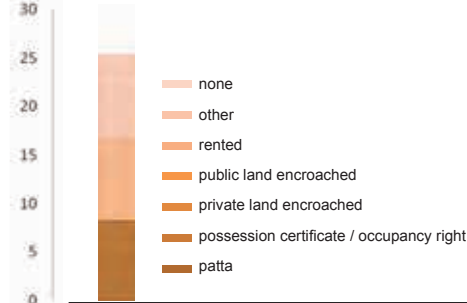 30
25
20
15
10
5
0
none
other
rented
public land encroached
private land encroached
possession certificate / occupancy right
patta